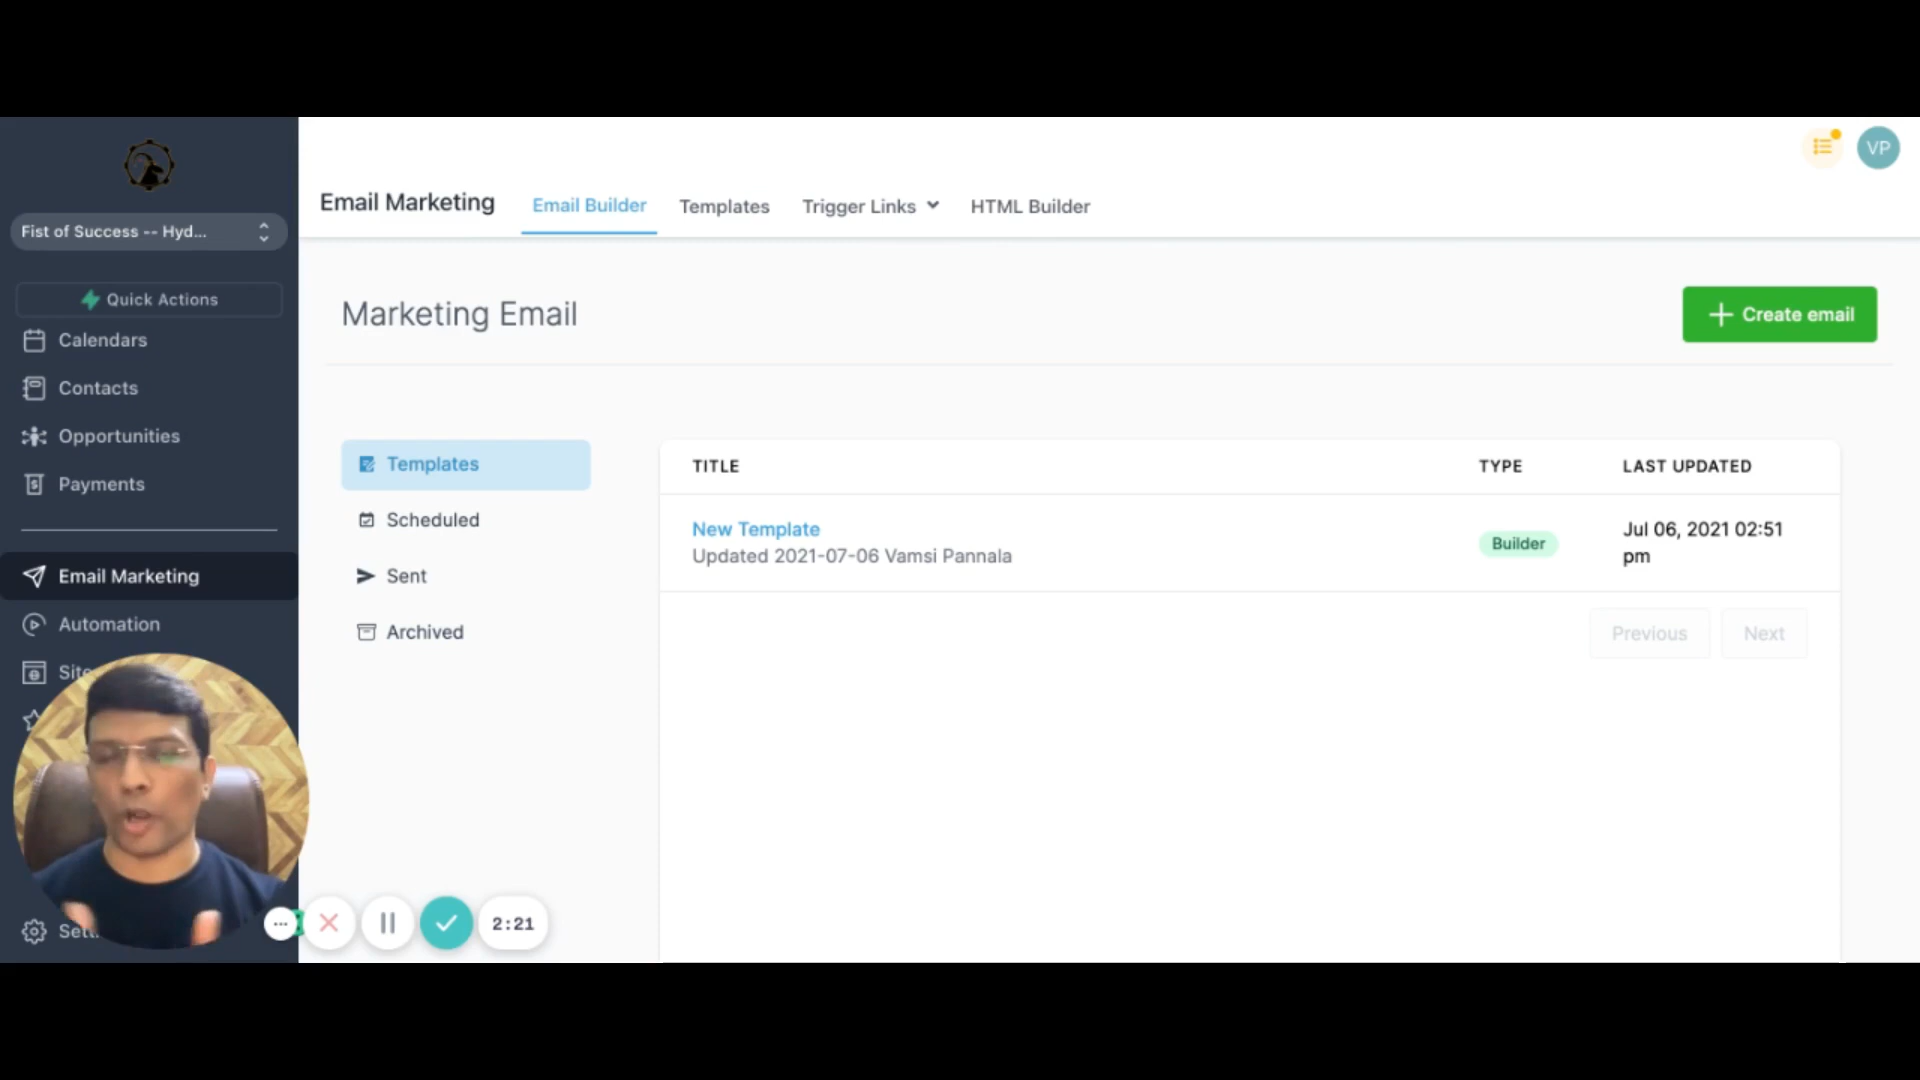 VP
Email Marketing
Email Builder
Templates
Trigger Links
HTML Builder
Fist of Success -- Hyd...
Quick Actions
Calendars
Contacts
Opportunities
Payments
Email Marketing
Automation
Marketing Email
Create email
Templates
Scheduled
Sent
Archived
TITLE
TYPE
LAST UPDATED
New Template
Updated 2021-07-06 Vamsi Pannala
Builder
Jul 06, 2021 02:51
pm
Previous
Next
2:21